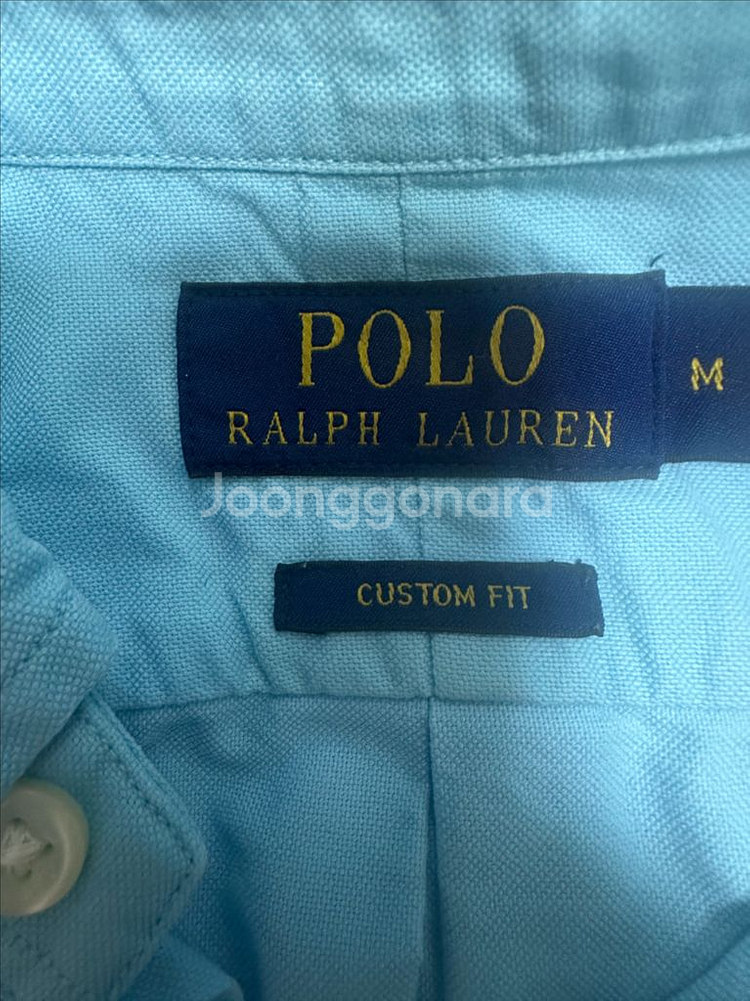 POLO
M
RALPH LAUREN
Joonggonara
CUSTOM FIT